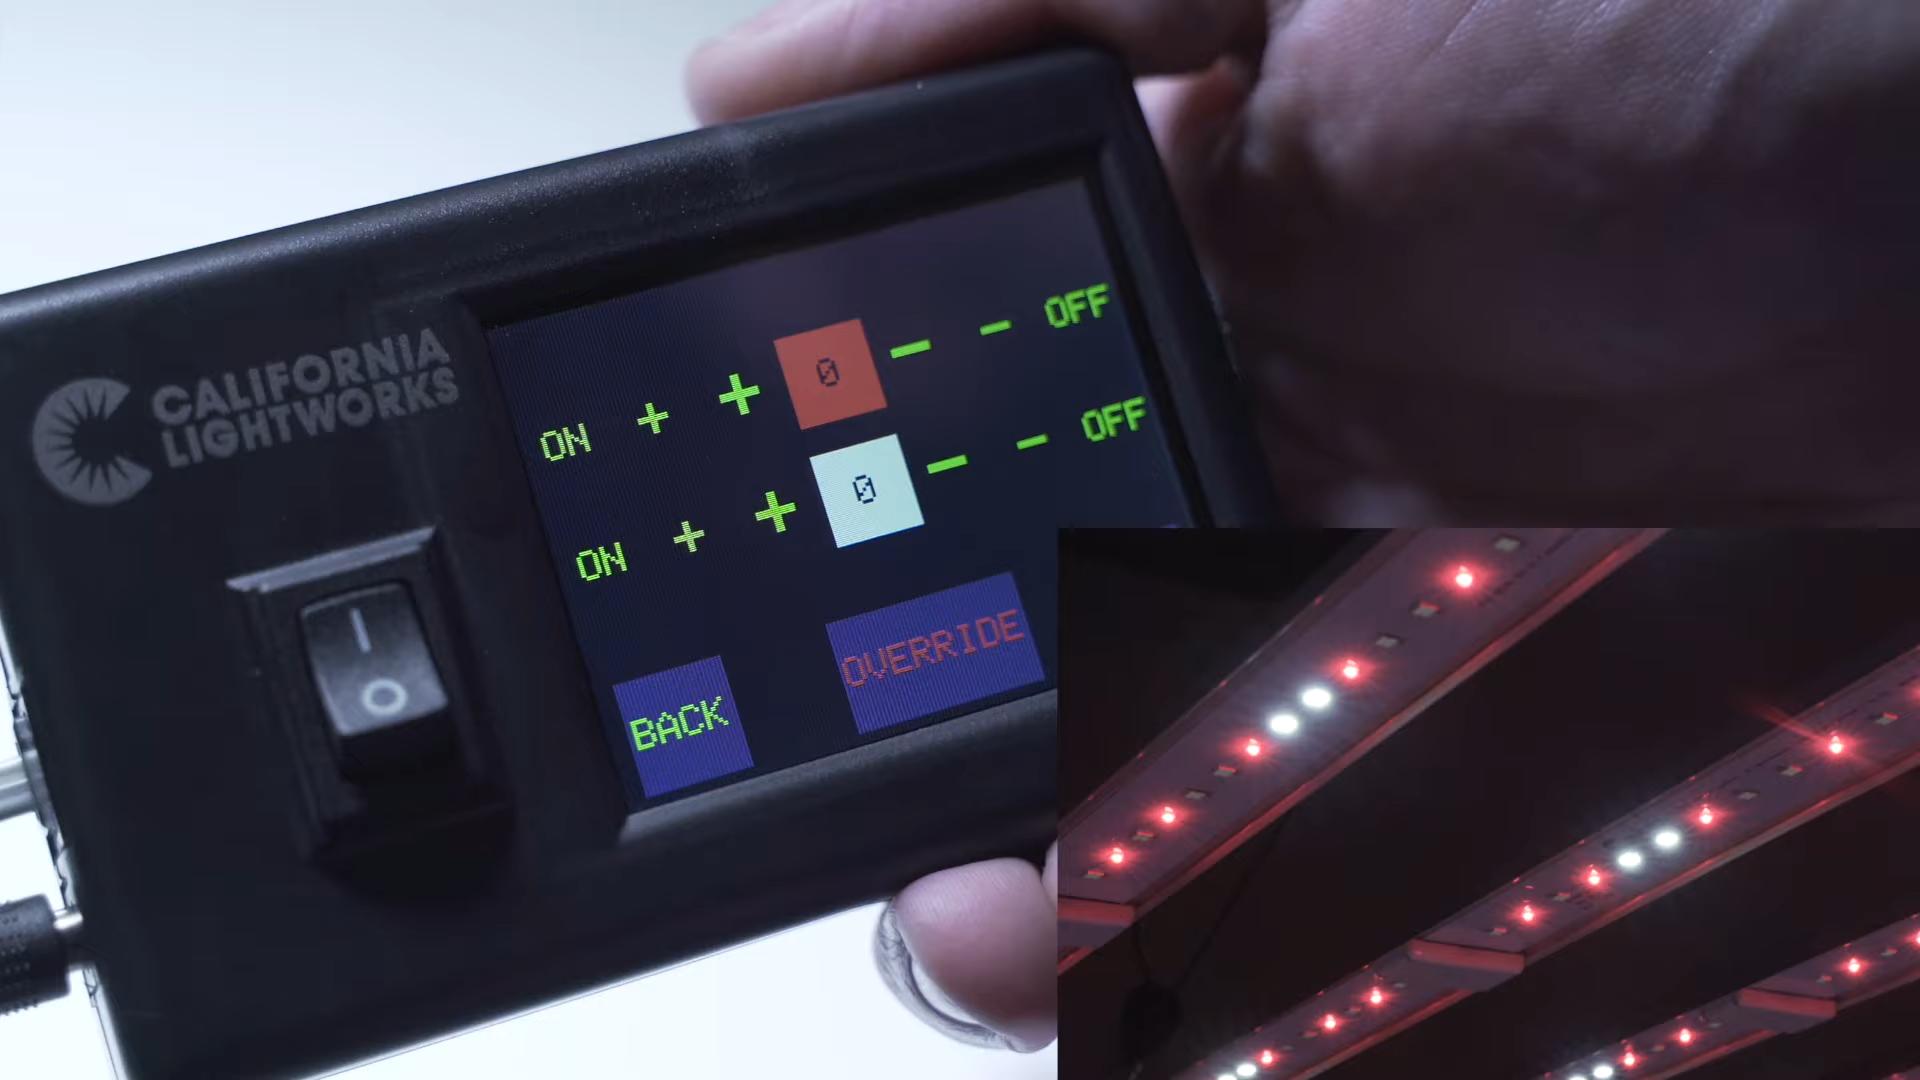 CALIFORNIA
LIGHTWORKS
ON + + 0 - - OFF
ON + + 0 - - OFF
BACK
OVERRIDE